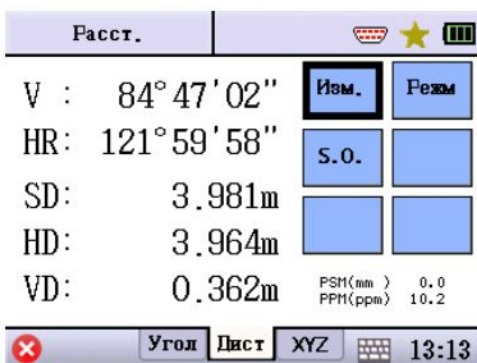 Расст.
V : 84°47'02"
HR: 121°59'58"
SD: 3.981m
HD: 3.964m
VD: 0.362m
Изм. Режм
S.O.
PSM(mm ) 0.0
PPM(ppm) 10.2
Угол Дист XYZ 13:13